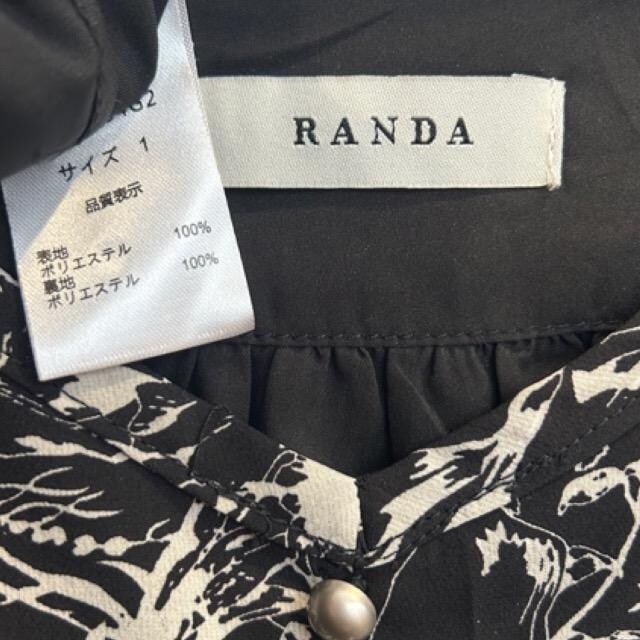 RANDA
サイズ 1
品質表示
表地
ポリエステル 100%
裏地
ポリエステル 100%